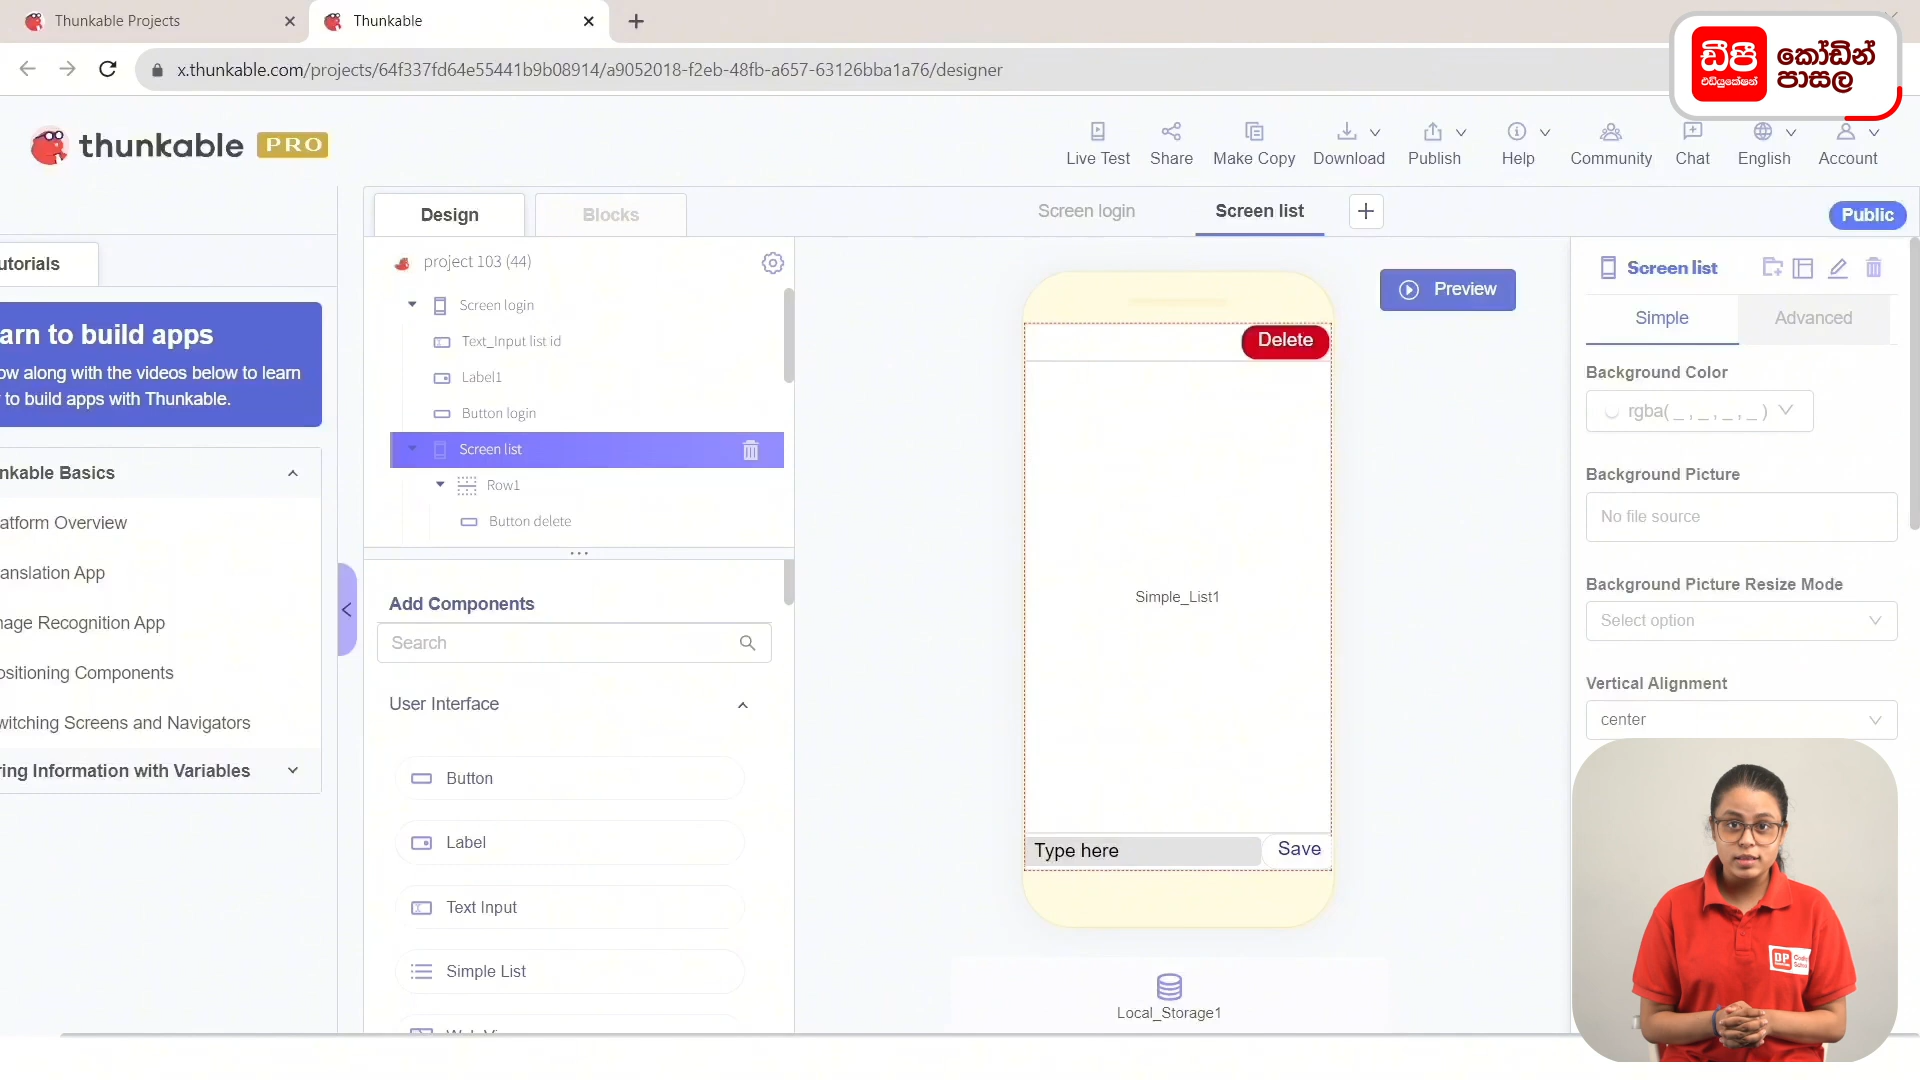 Thunkable Projects
Thunkable
x.thunkable.com/projects/64f337fd64e55441b9b08914/a9052018-f2eb-48fb-a657-63126bba1a76/designer
ඩීපී
එඩියුකේෂන්
කෝඩින්
පාසල
thunkable PRO
Live Test
Share
Make Copy
Download
Publish
Help
Community
Chat
English
Account
utorials
arn to build apps
ow along with the videos below to learn
to build apps with Thunkable.
nkable Basics
atform Overview
anslation App
nage Recognition App
ositioning Components
witching Screens and Navigators
ring Information with Variables
Design
Blocks
project 103 (44)
Screen login
Text_Input list id
Label1
Button login
Screen list
Row1
Button delete
Add Components
Search
User Interface
Button
Label
Text Input
Simple List
Screen login
Screen list
Preview
Delete
Simple_List1
Type here
Save
Local_Storage1
Public
Screen list
Simple
Advanced
Background Color
rgba( _ , _ , _ , _ )
Background Picture
No file source
Background Picture Resize Mode
Select option
Vertical Alignment
center
DP